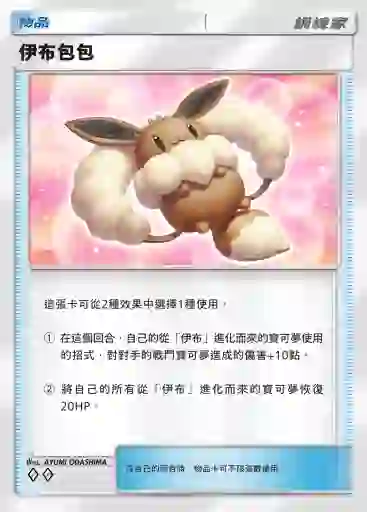 物品
訓練家
伊布包包
這張卡可從2種效果中選擇1種使用。
① 在這個回合，自己的從「伊布」進化而來的寶可夢使用
的招式，對對手的戰鬥寶可夢造成的傷害+10點。
② 將自己的所有從「伊布」進化而來的寶可夢恢復
20HP。
Illus. AYUMI ODASHIMA
在自己的回合時，物品卡可不限張數使用。